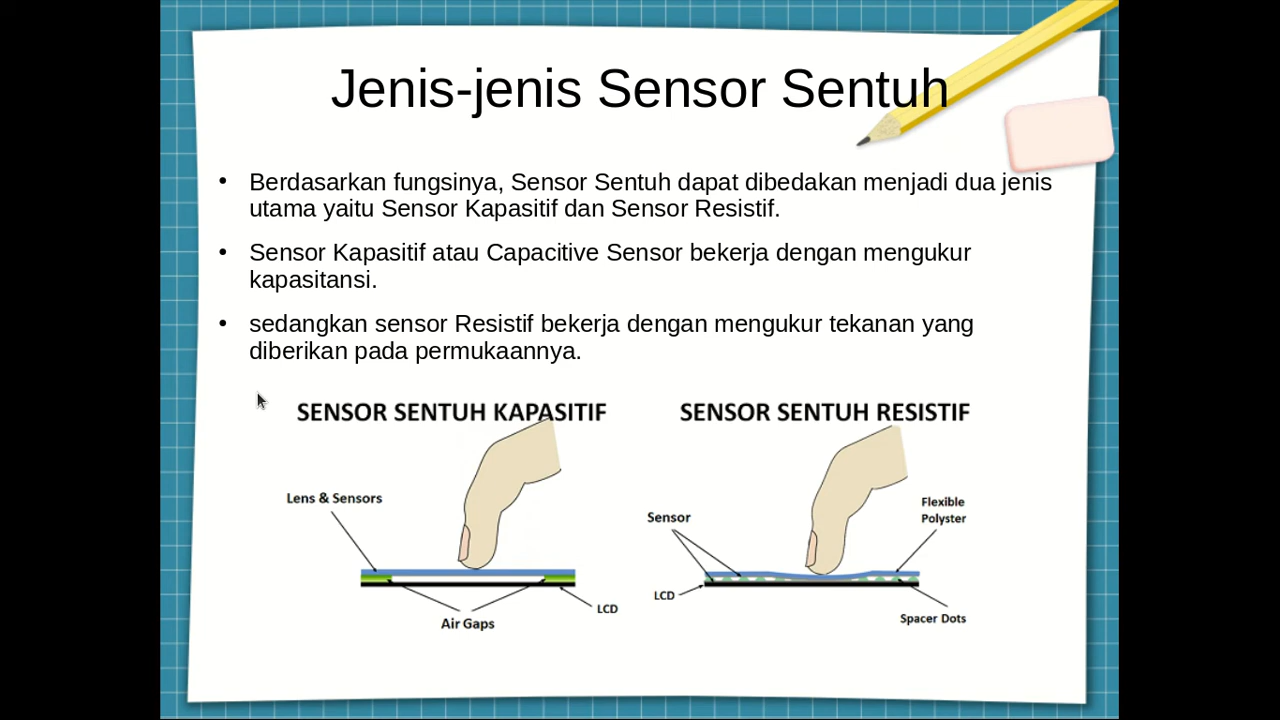 Jenis-jenis Sensor Sentuh
• Berdasarkan fungsinya, Sensor Sentuh dapat dibedakan menjadi dua jenis
utama yaitu Sensor Kapasitif dan Sensor Resistif.
• Sensor Kapasitif atau Capacitive Sensor bekerja dengan mengukur
kapasitansi.
• sedangkan sensor Resistif bekerja dengan mengukur tekanan yang
diberikan pada permukaannya.
SENSOR SENTUH KAPASITIF
Lens & Sensors
Air Gaps
LCD
SENSOR SENTUH RESISTIF
Sensor
Flexible
Polyster
LCD
Spacer Dots